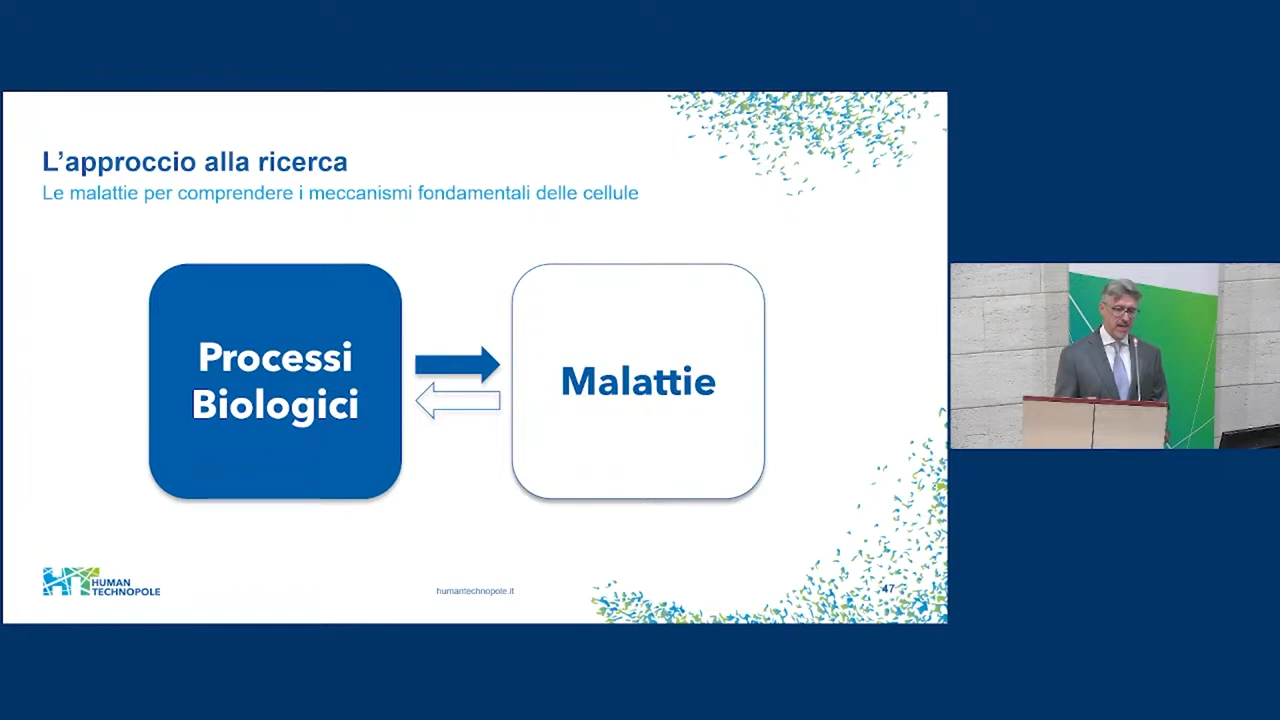 L'approccio alla ricerca
Le malattie per comprendere i meccanismi fondamentali delle cellule
Processi
Biologici
Malattie
HT HUMAN
TECHNOPOLE
humantechnopole.it
47